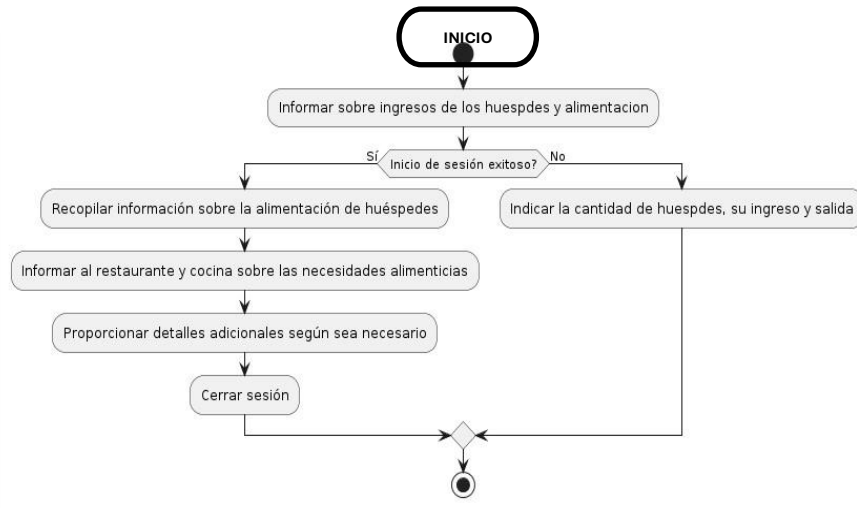 INICIO
Informar sobre ingresos de los huespdes y alimentacion
Sí
Inicio de sesión exitoso?
No
Recopilar información sobre la alimentación de huéspedes
Indicar la cantidad de huespdes, su ingreso y salida
Informar al restaurante y cocina sobre las necesidades alimenticias
Proporcionar detalles adicionales según sea necesario
Cerrar sesión